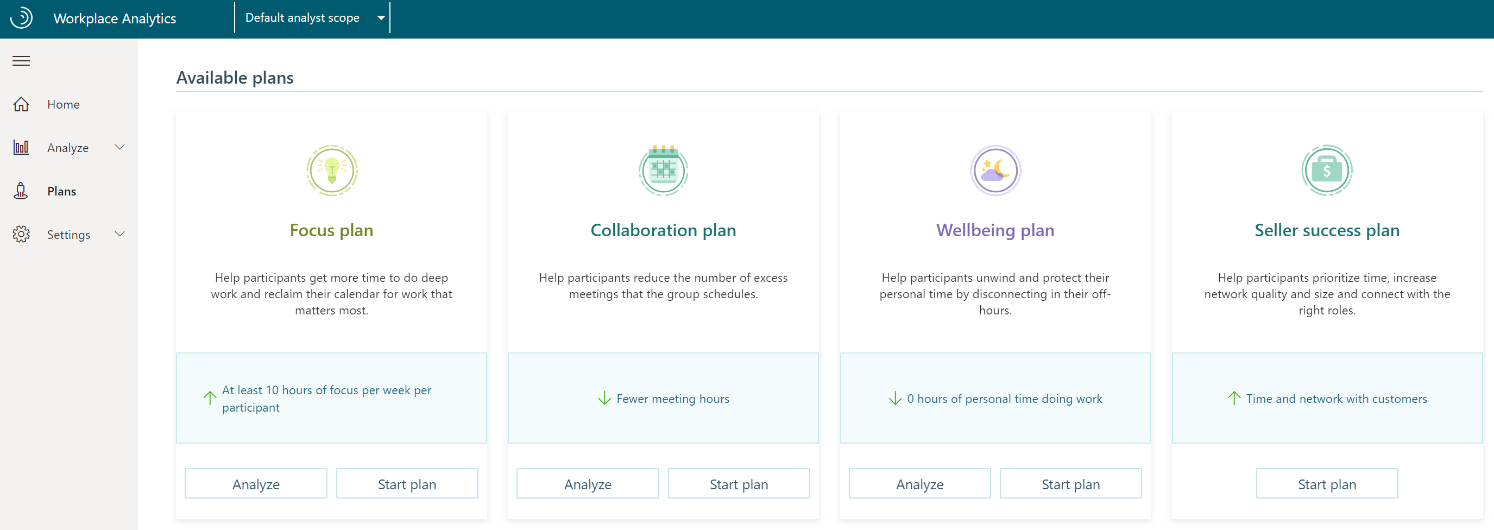 Workplace Analytics
Default analyst scope
Home
Analyze
Plans
Settings
Available plans
Focus plan
Help participants get more time to do deep
work and reclaim their calendar for work that
matters most.
At least 10 hours of focus per week per
participant
Analyze
Start plan
Collaboration plan
Help participants reduce the number of excess
meetings that the group schedules.
Fewer meeting hours
Analyze
Start plan
Wellbeing plan
Help participants unwind and protect their
personal time by disconnecting in their off-
hours.
0 hours of personal time doing work
Analyze
Start plan
Seller success plan
$
Help participants prioritize time, increase
network quality and size and connect with the
right roles.
Time and network with customers
Start plan